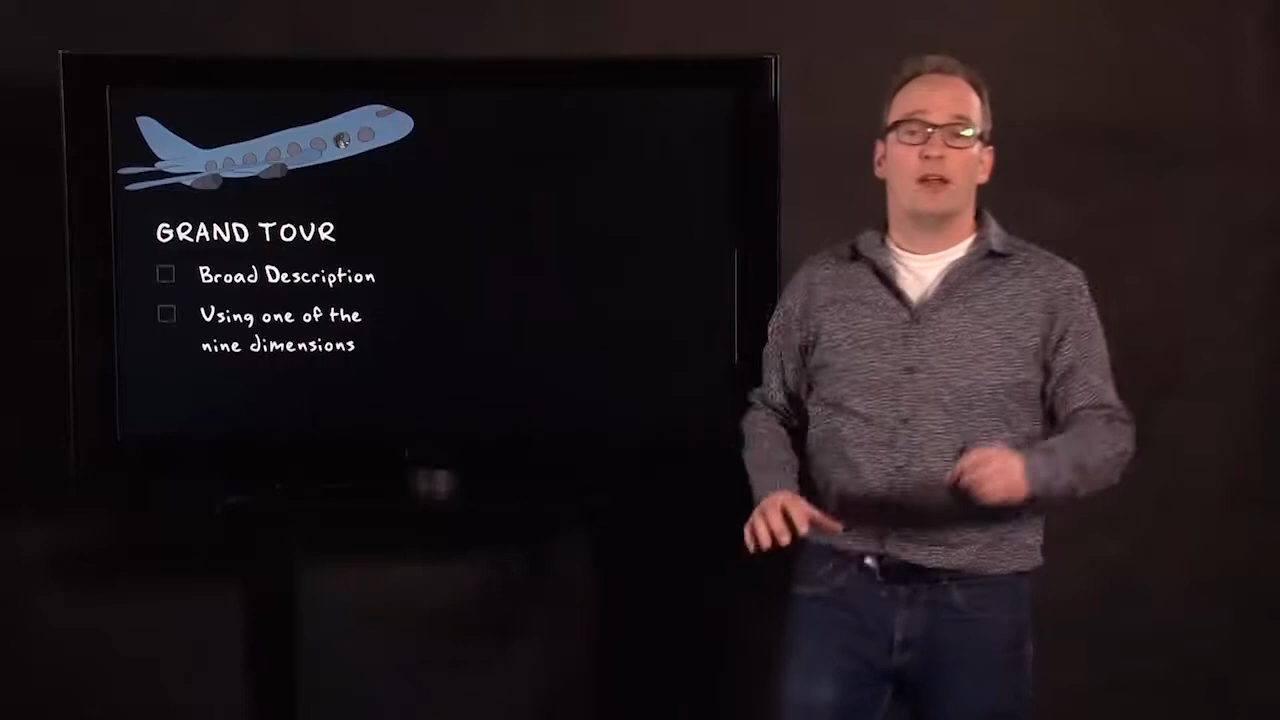 GRAND TOUR
Broad Description
Using one of the
nine dimensions